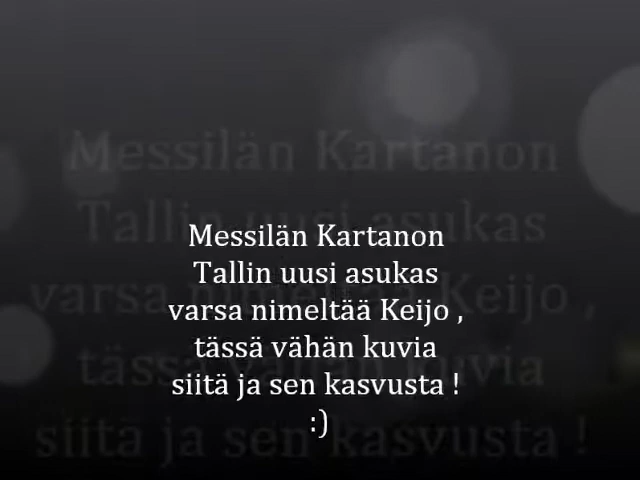 Messilän Kartanon
Tallin uusi asukas
varsa nimeltää Keijo ,
tässä vähän kuvia
siitä ja sen kasvusta !
:)